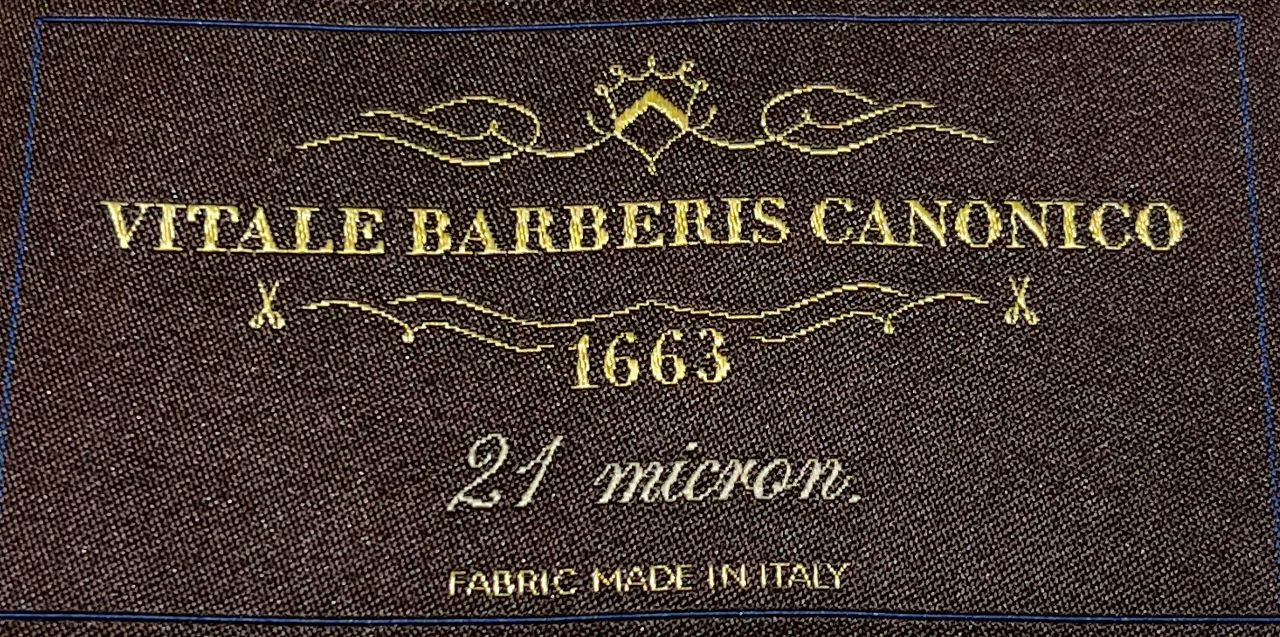 VITALE BARBERIS CANONICO
1663
21 micron.
FABRIC MADE IN ITALY